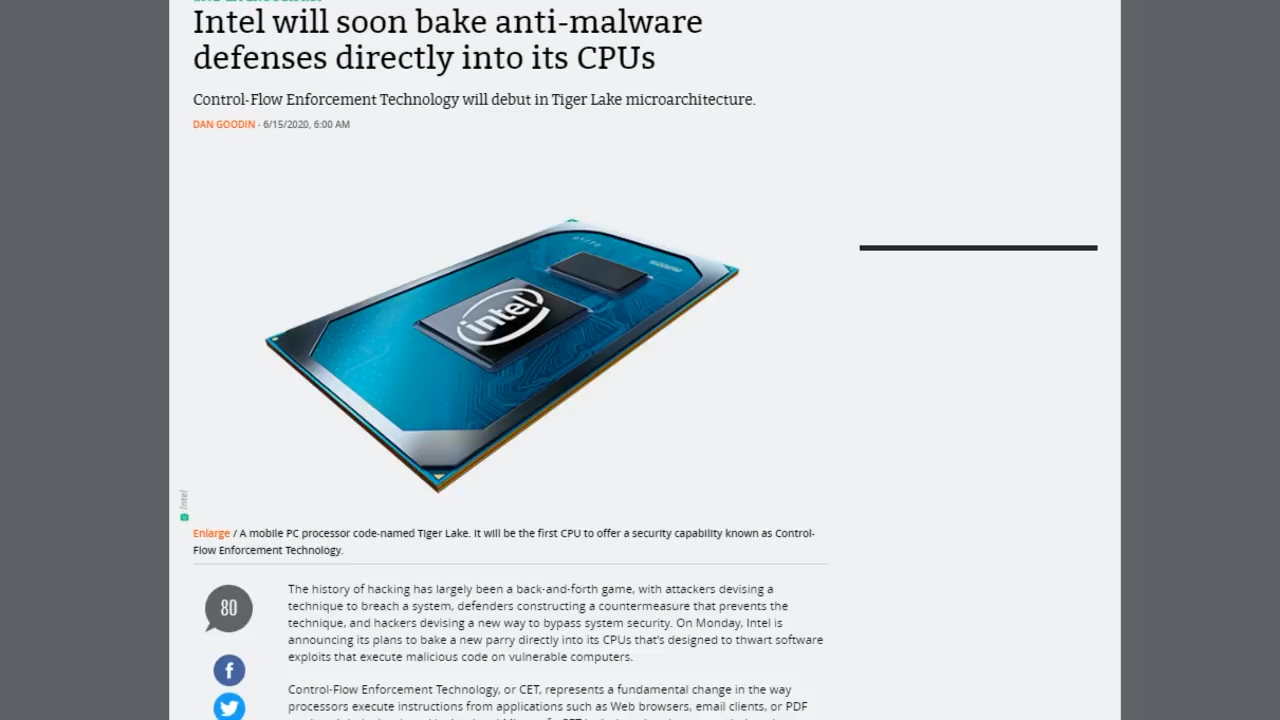 Intel will soon bake anti-malware
defenses directly into its CPUs
Control-Flow Enforcement Technology will debut in Tiger Lake microarchitecture.
DAN GOODIN - 6/15/2020, 6:00 AM
intel
Intel
Enlarge / A mobile PC processor code-named Tiger Lake. It will be the first CPU to offer a security capability known as Control-
Flow Enforcement Technology.
80
The history of hacking has largely been a back-and-forth game, with attackers devising a
technique to breach a system, defenders constructing a countermeasure that prevents the
technique, and hackers devising a new way to bypass system security. On Monday, Intel is
announcing its plans to bake a new parry directly into its CPUs that's designed to thwart software
exploits that execute malicious code on vulnerable computers.
Control-Flow Enforcement Technology, or CET, represents a fundamental change in the way
processors execute instructions from applications such as Web browsers, email clients, or PDF